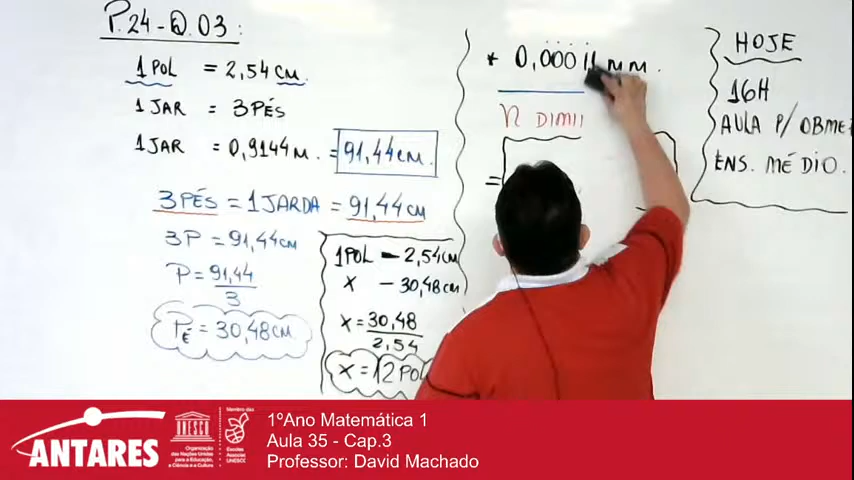 P.24-Q.03:
1 POL = 2,54 CM.
1 JAR = 3 PÉS
1 JAR = 0,9144 M. = 91,44 CM.
3 PÉS = 1 JARDA = 91,44 CM
3P = 91,44 CM
P = 91,44
3
PÉ = 30,48 CM
1 POL - 2,54 CM
X - 30,48 CM
X = 30,48
2,54
X = 12 POL
* 0,00011 MM.
N DIMII
=
HOJE
16H
AULA P/ OBME
ENS. MÉDIO.
ANTARES
UNESCO
Organização
das Nações Unidas
para a Educação,
a Ciência e a Cultura
Membro das
Escolas
Associadas
UNESCO
1ºAno Matemática 1
Aula 35 - Cap.3
Professor: David Machado